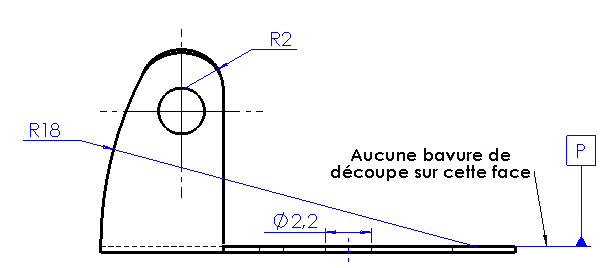 R2
R18
Aucune bavure de
découpe sur cette face
P
Ø2,2